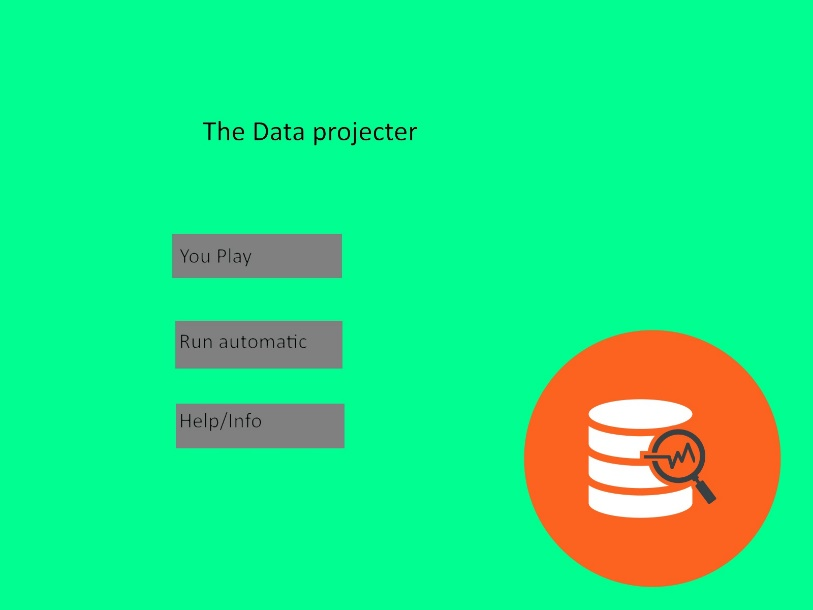 The Data projecter
You Play
Run automatic
Help/Info